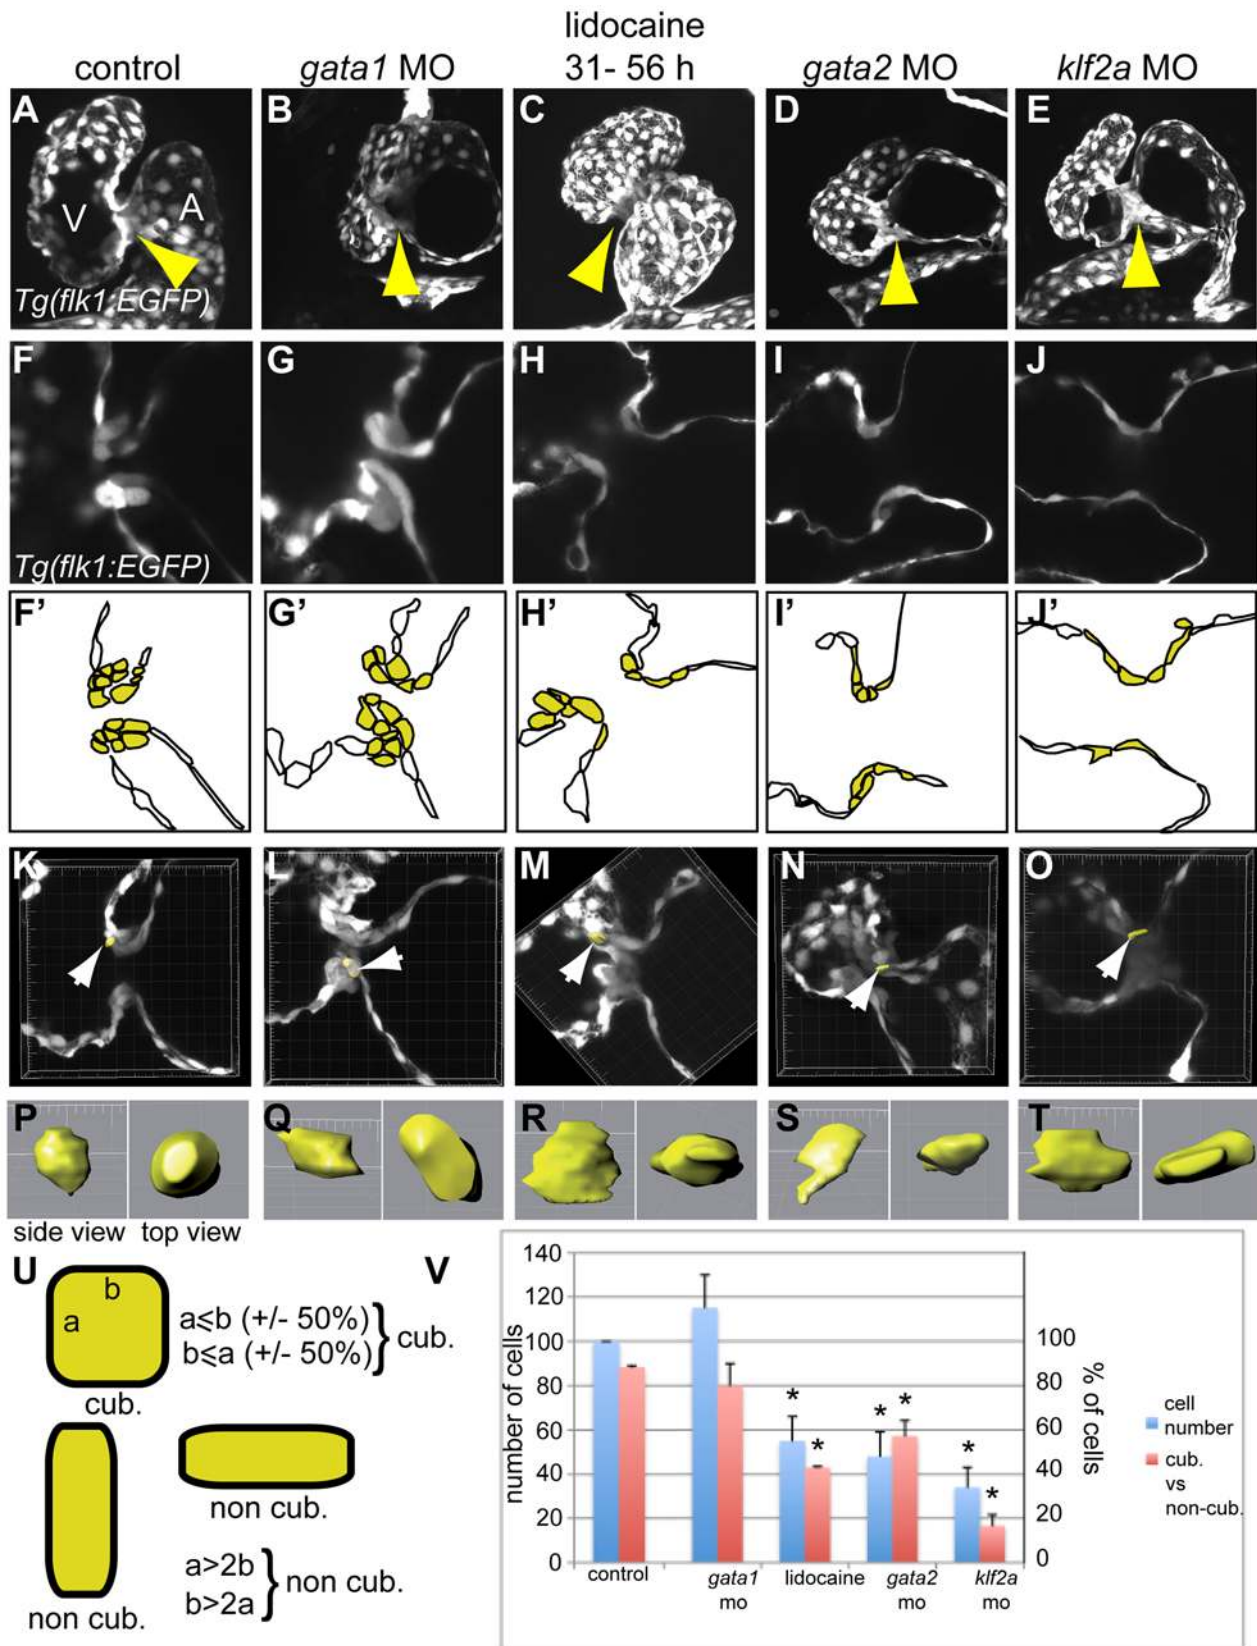 lidocaine
control gata1 MO 31- 56 h gata2 MO klf2a MO
A B C D E
V A
Tg(flk1:EGFP)
F G H I J
Tg(flk1:EGFP)
F' G' H' I' J'
K L M N O
P Q R S T
side view top view
U V
b
a
a⩽b (+/- 50%)
b⩽a (+/- 50%)
} cub.
cub.
non cub.
non cub.
a>2b
b>2a
} non cub.
number of cells
140
120
100
80
60
40
20
0
* * * * * *
control gata1 mo lidocaine gata2 mo klf2a mo
100
80
60
40
20
0
% of cells
cell
number
cub.
vs
non-cub.